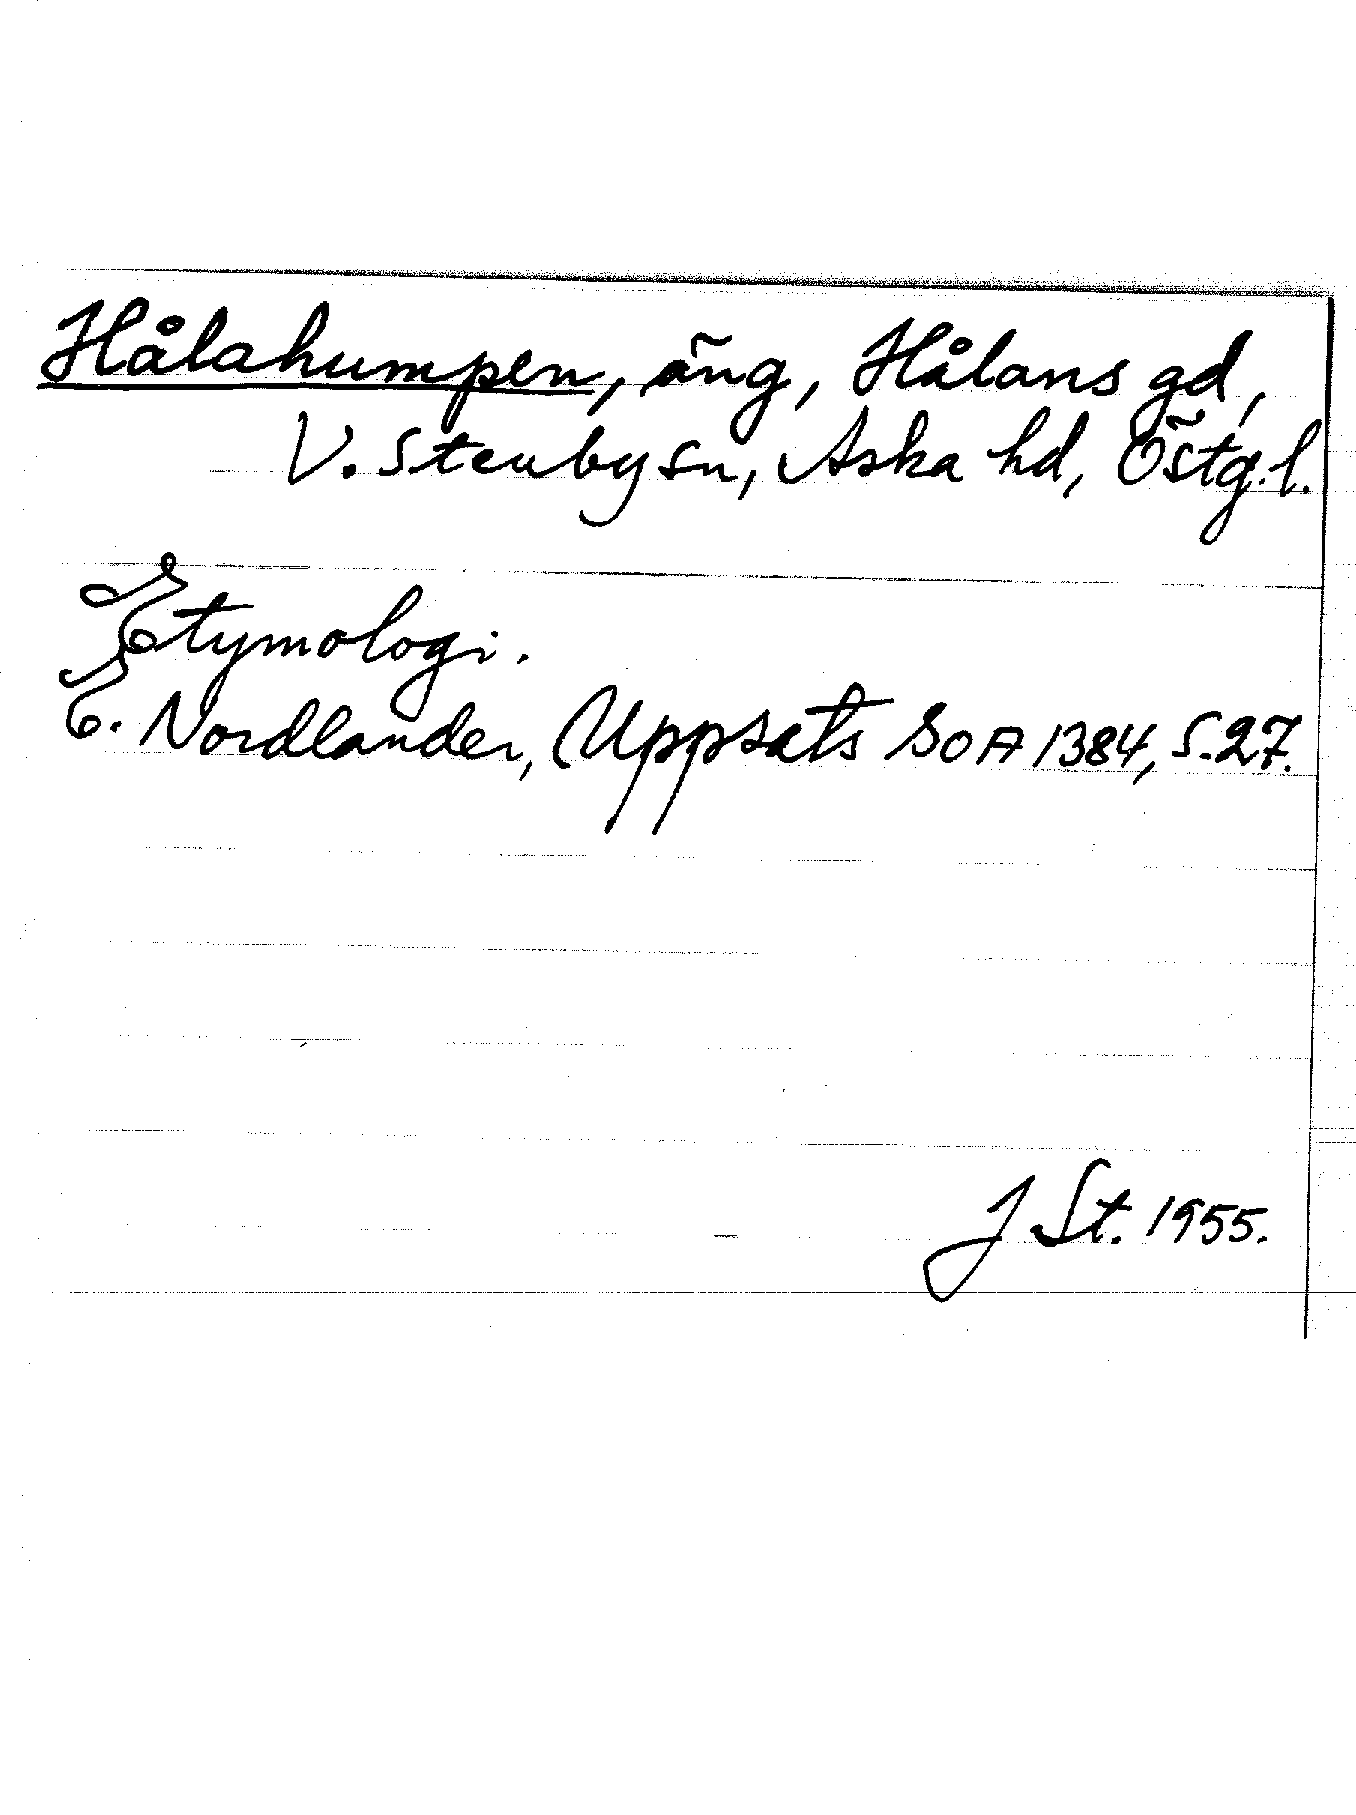 Hålahumpen, äng, Hålans gd,
V. Stenby sn, Aska hd, Östg.l.
Etymologi.
E. Nordlander, Uppsats SOA 1384, s.27.
J St. 1955.